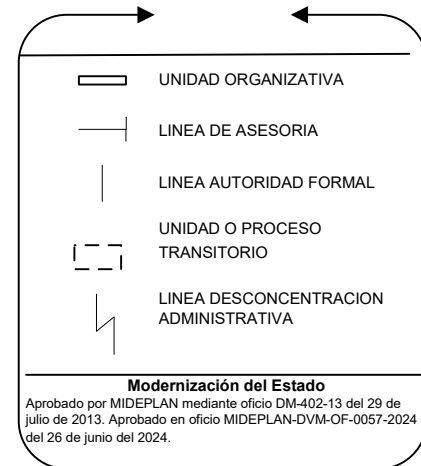 UNIDAD ORGANIZATIVA
LINEA DE ASESORIA
LINEA AUTORIDAD FORMAL
UNIDAD O PROCESO
TRANSITORIO
LINEA DESCONCENTRACION
ADMINISTRATIVA
Modernización del Estado
Aprobado por MIDEPLAN mediante oficio DM-402-13 del 29 de
julio de 2013. Aprobado en oficio MIDEPLAN-DVM-OF-0057-2024
del 26 de junio del 2024.